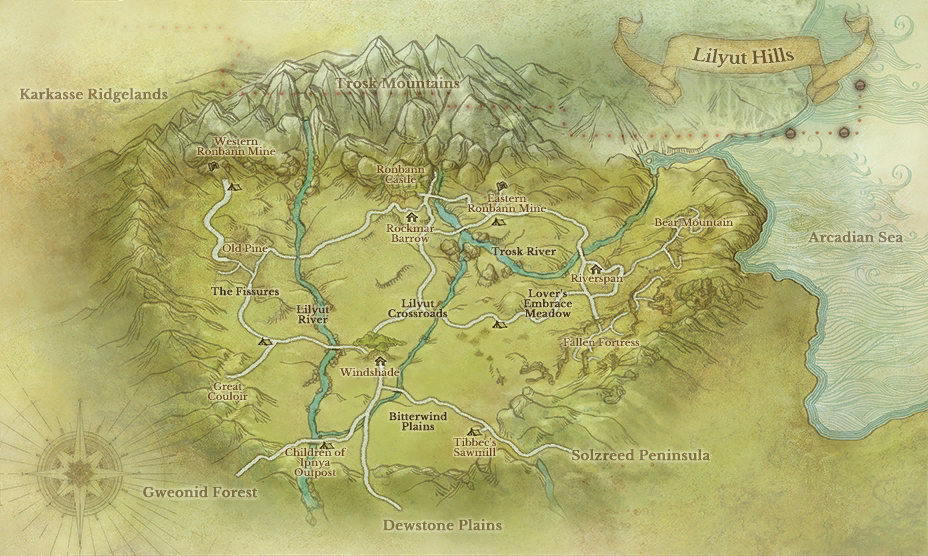 Lilyut Hills
Trosk Mountains
Karkasse Ridgelands
Western
Ronbann Mine
Ronbann
Castle
Eastern
Ronbann Mine
Rockmar
Barrow
Bear Mountain
Arcadian Sea
Old Pine
Trosk River
Riverspan
The Fissures
Lover's
Embrace
Meadow
Lilyut
River
Lilyut
Crossroads
Fallen Fortress
Windshade
Great
Couloir
Bitterwind
Plains
Tibbec's
Sawmill
Children of
Ipnya
Outpost
Solzreed Peninsula
Gweonid Forest
Dewstone Plains